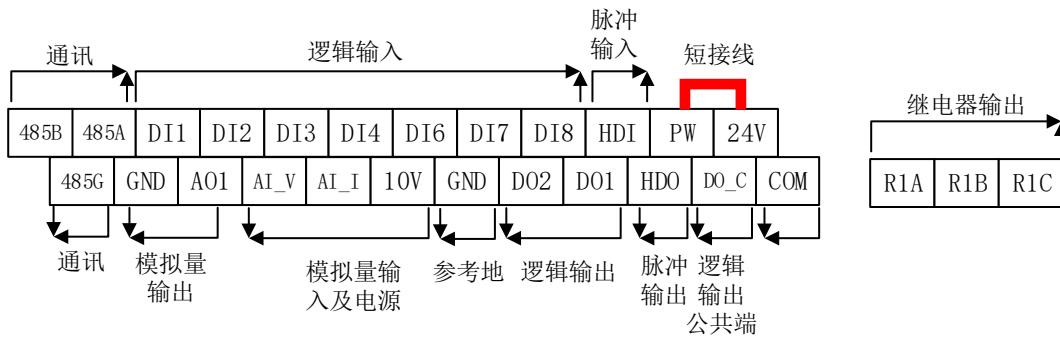 通讯
逻辑输入
脉冲
输入
短接线
485B 485A DI1 DI2 DI3 DI4 DI6 DI7 DI8 HDI PW 24V
485G GND AO1 AI_V AI_I 10V GND DO2 DO1 HDO DO_C COM
通讯
模拟量
输出
模拟量输
入及电源
参考地
逻辑输出
脉冲
输出
逻辑
输出
公共端
继电器输出
R1A R1B R1C